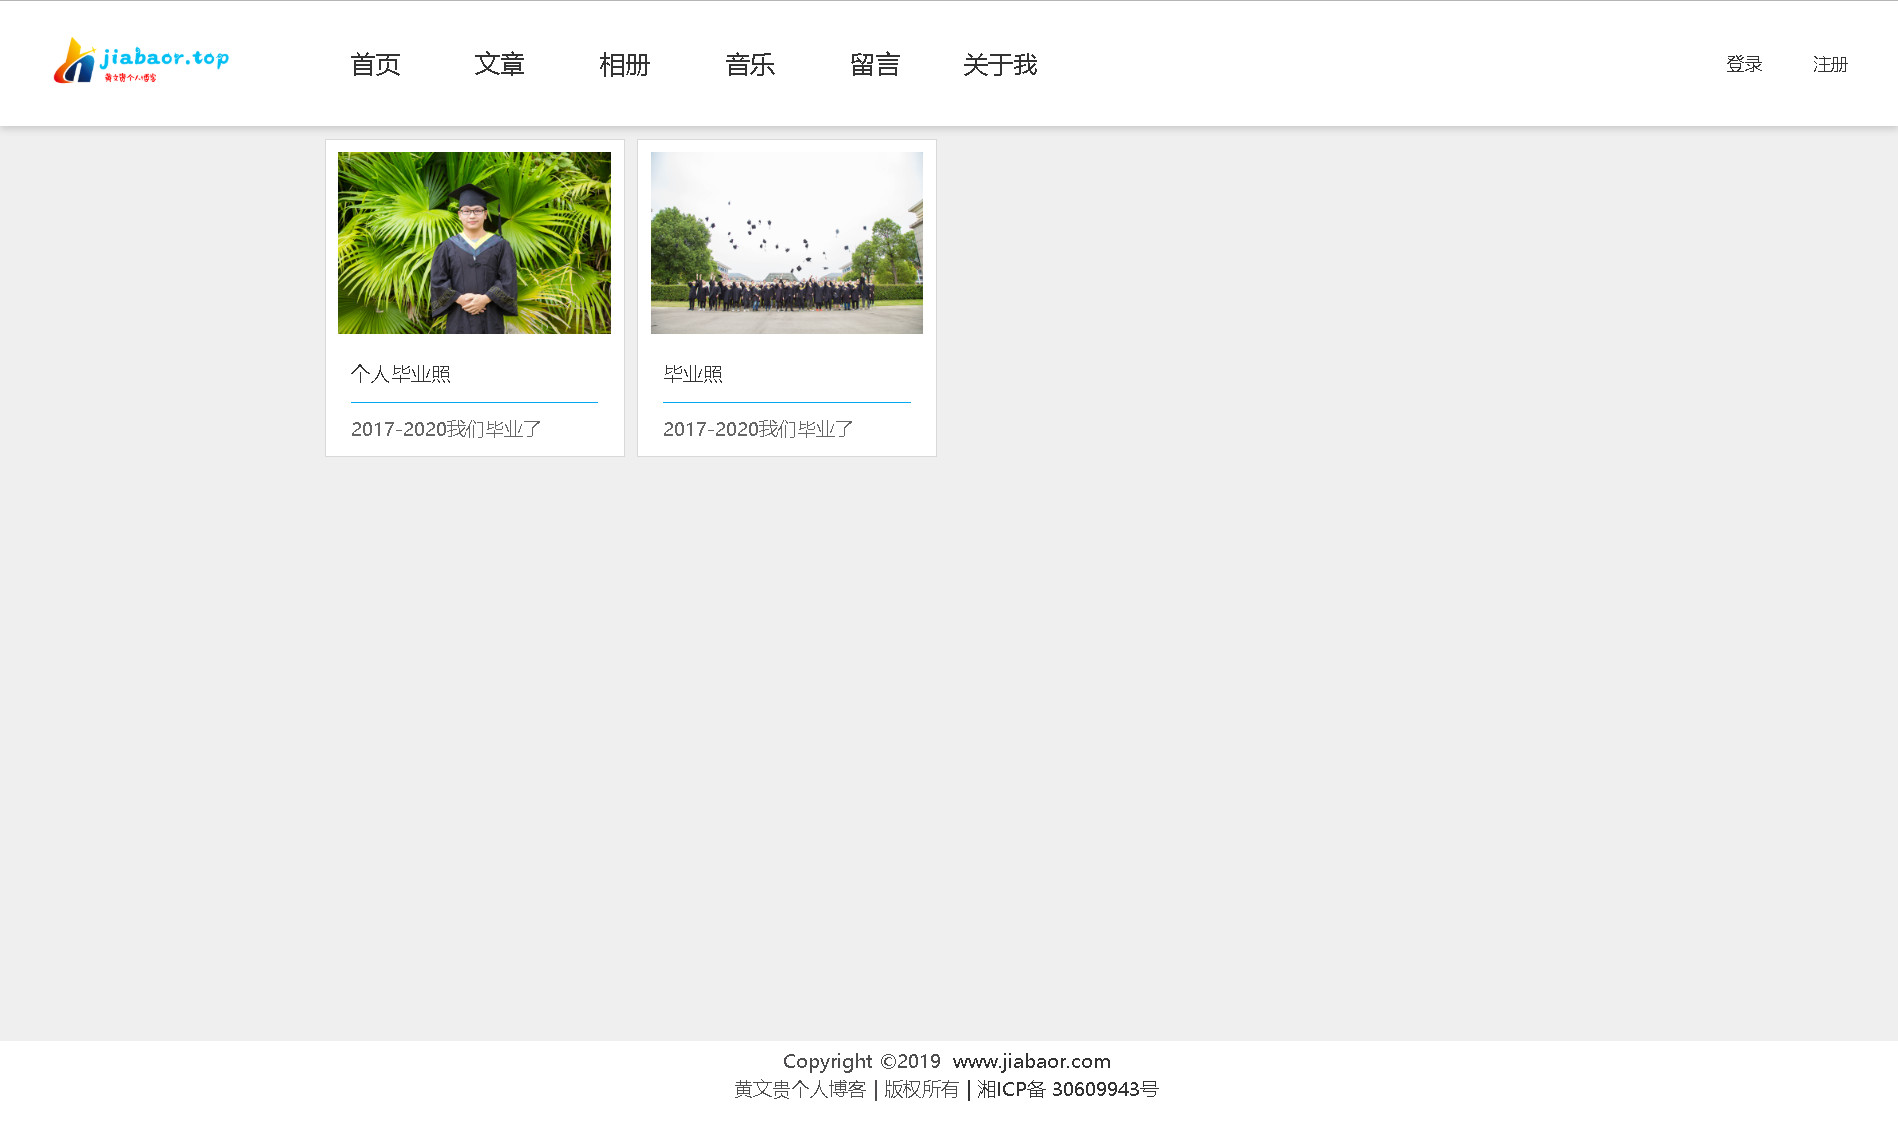 jiabaor.top
黄文贵个人博客
首页 文章 相册 音乐 留言 关于我
登录 注册
个人毕业照
2017-2020我们毕业了
毕业照
2017-2020我们毕业了
Copyright ©2019 www.jiabaor.com
黄文贵个人博客 | 版权所有 | 湘ICP备 30609943号